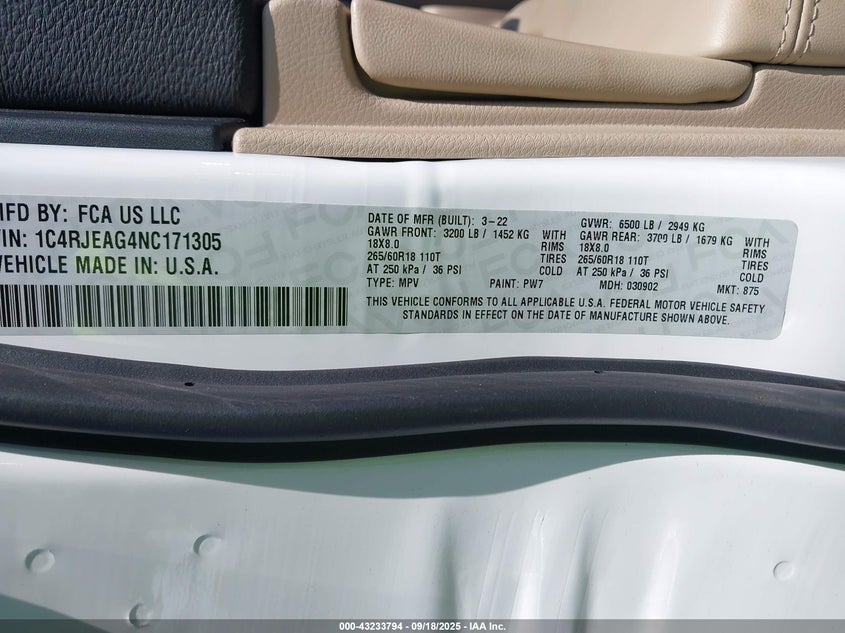 MFD BY: FCA US LLC
VIN: 1C4RJEAG4NC171305
VEHICLE MADE IN: U.S.A.
DATE OF MFR (BUILT): 3-22 GVWR: 6500 LB / 2949 KG
GAWR FRONT: 3200 LB / 1452 KG WITH GAWR REAR: 3700 LB / 1679 KG WITH
18X8.0 RIMS 18X8.0 RIMS
265/60R18 110T TIRES 265/60R18 110T TIRES
AT 250 kPa / 36 PSI COLD AT 250 kPa / 36 PSI COLD
TYPE: MPV PAINT: PW7 MDH: 030902 MKT: 875
THIS VEHICLE CONFORMS TO ALL APPLICABLE U.S.A. FEDERAL MOTOR VEHICLE SAFETY
STANDARDS IN EFFECT ON THE DATE OF MANUFACTURE SHOWN ABOVE.
000-43233794 - 09/18/2025 - IAA Inc.